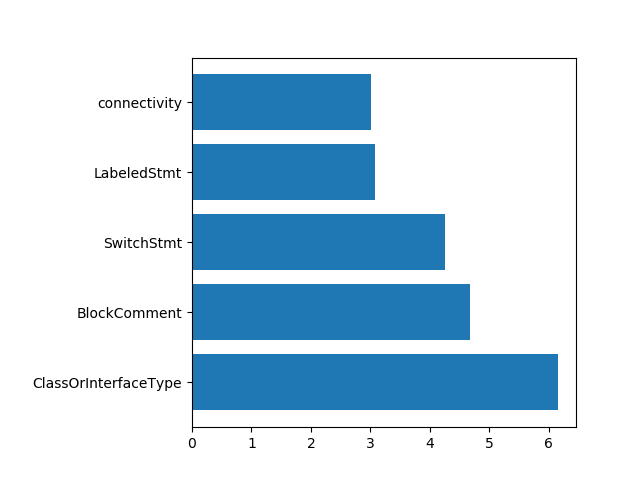 connectivity
LabeledStmt
SwitchStmt
BlockComment
ClassOrInterfaceType
0 1 2 3 4 5 6